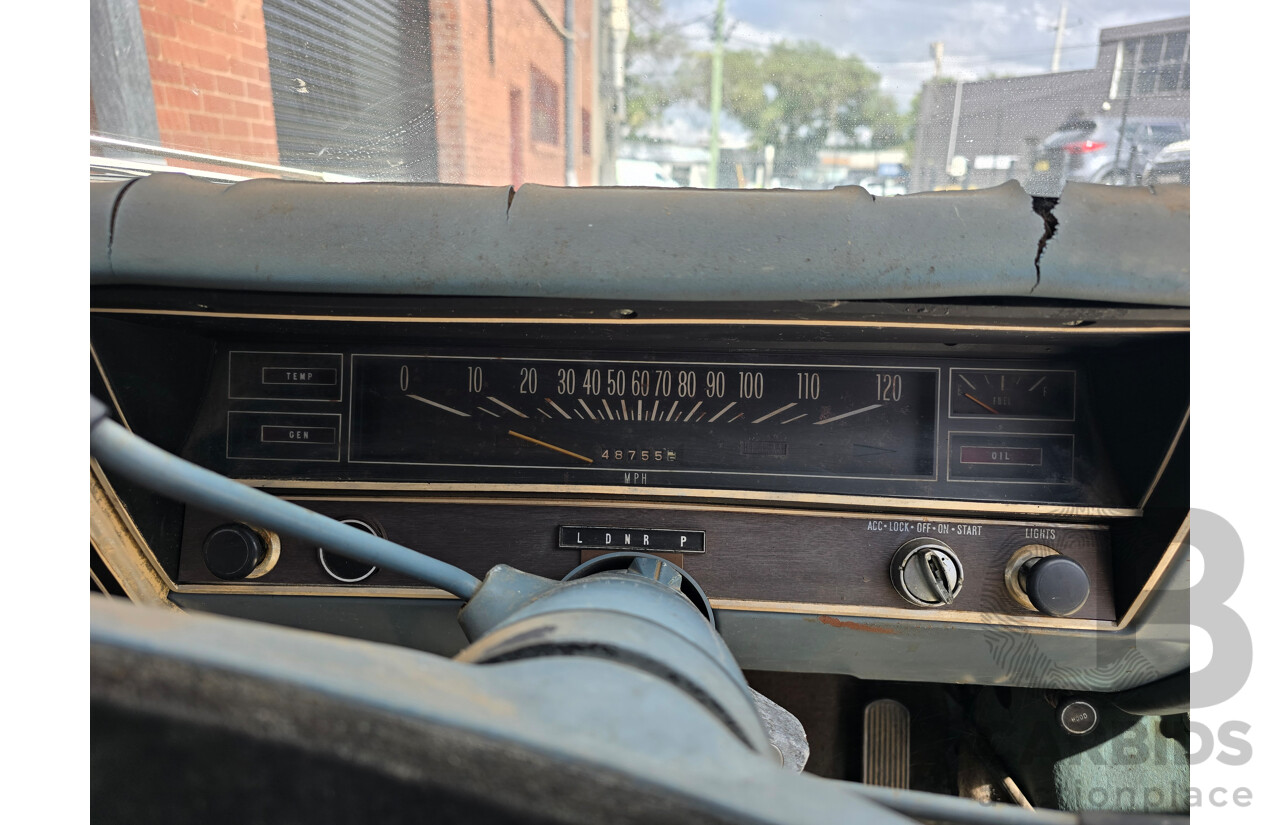 0 10 20 30 40 50 60 70 80 90 100 110 120
TEMP
FUEL
GEN
48755
OIL
MPH
L D N R P
ACC·LOCK·OFF·ON·START
LIGHTS
HOOD